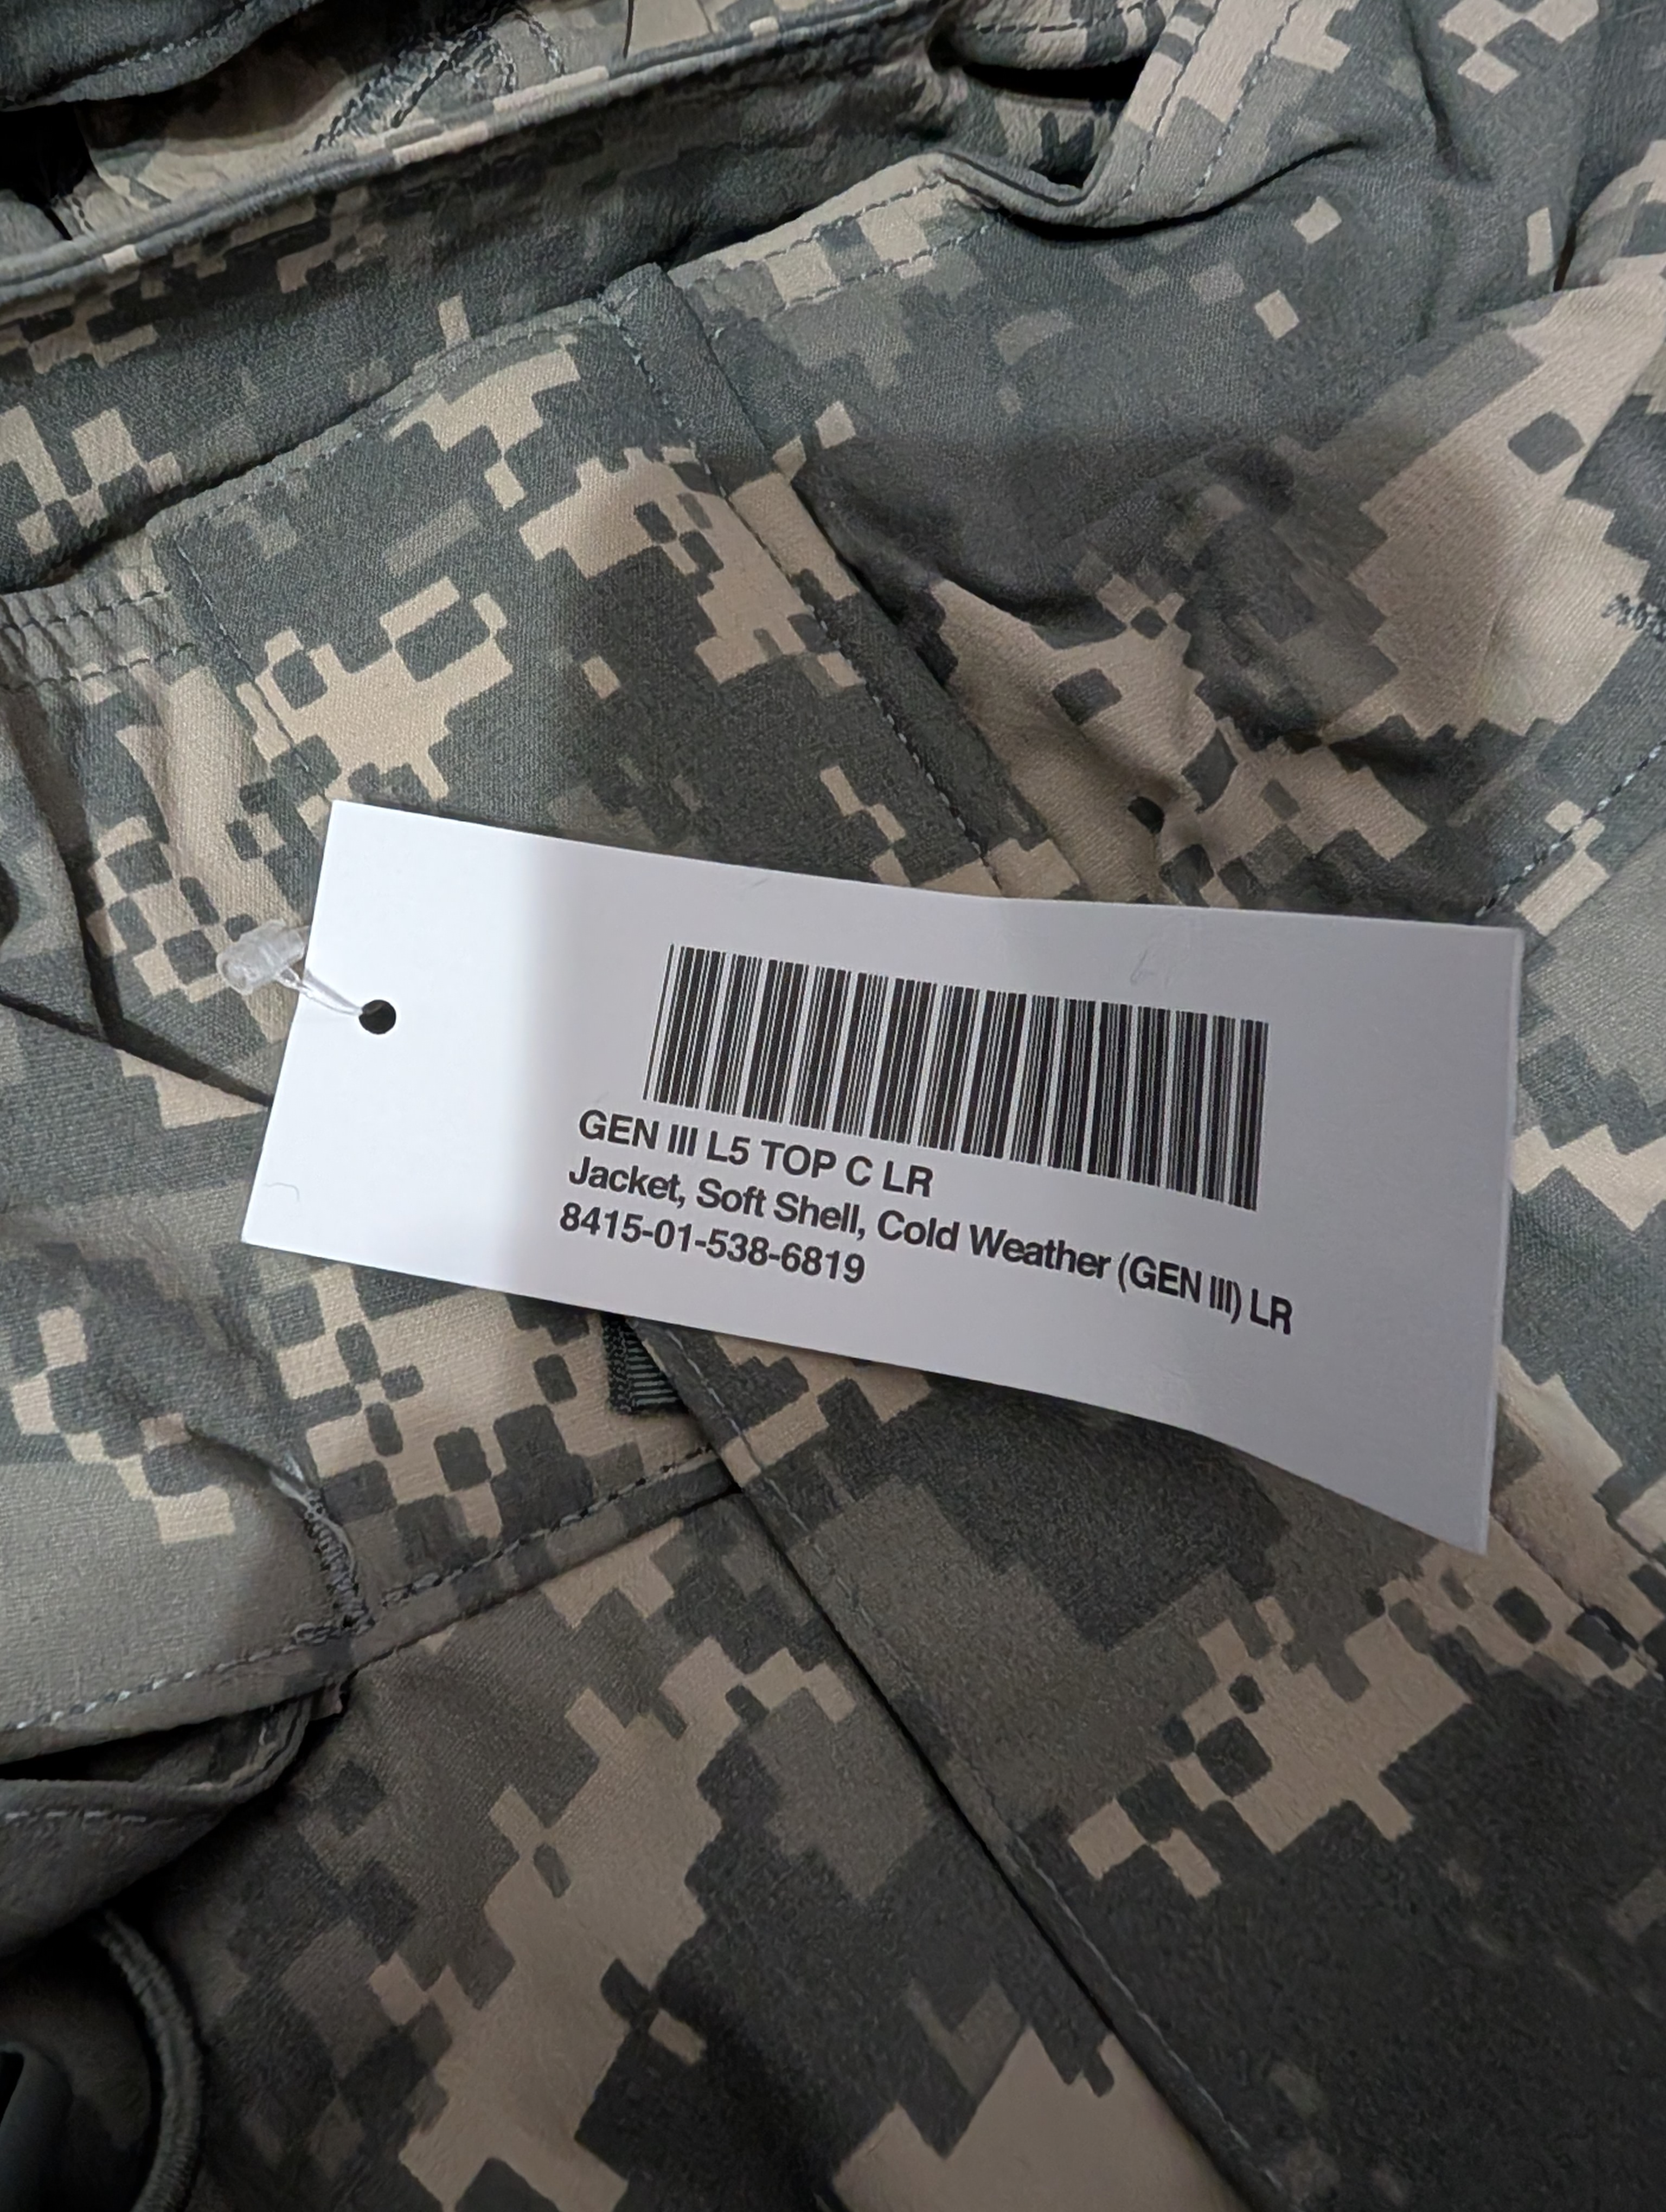 GEN III L5 TOP C LR
Jacket, Soft Shell, Cold Weather (GEN III) LR
8415-01-538-6819